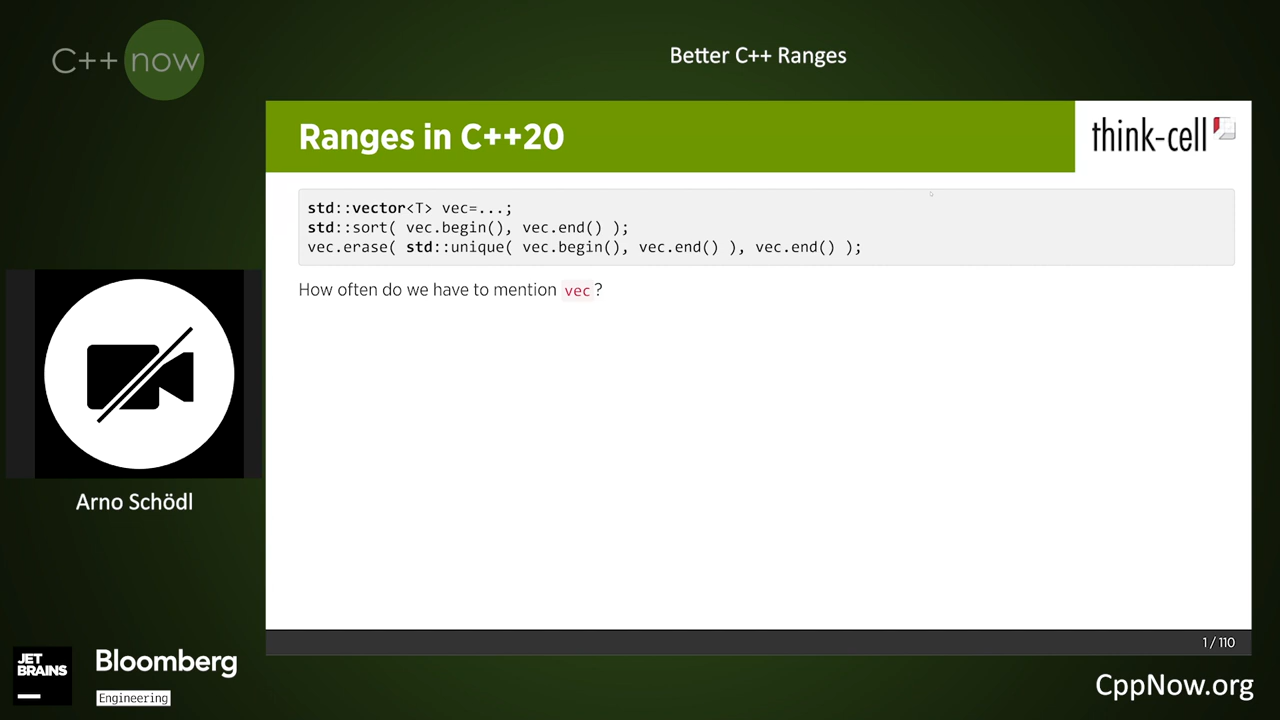 C++ now
Better C++ Ranges
Ranges in C++20
think-cell
std::vector<T> vec=...;
std::sort( vec.begin(), vec.end() );
vec.erase( std::unique( vec.begin(), vec.end() ), vec.end() );
How often do we have to mention vec?
Arno Schödl
1 / 110
JET
BRAINS
Bloomberg
Engineering
CppNow.org